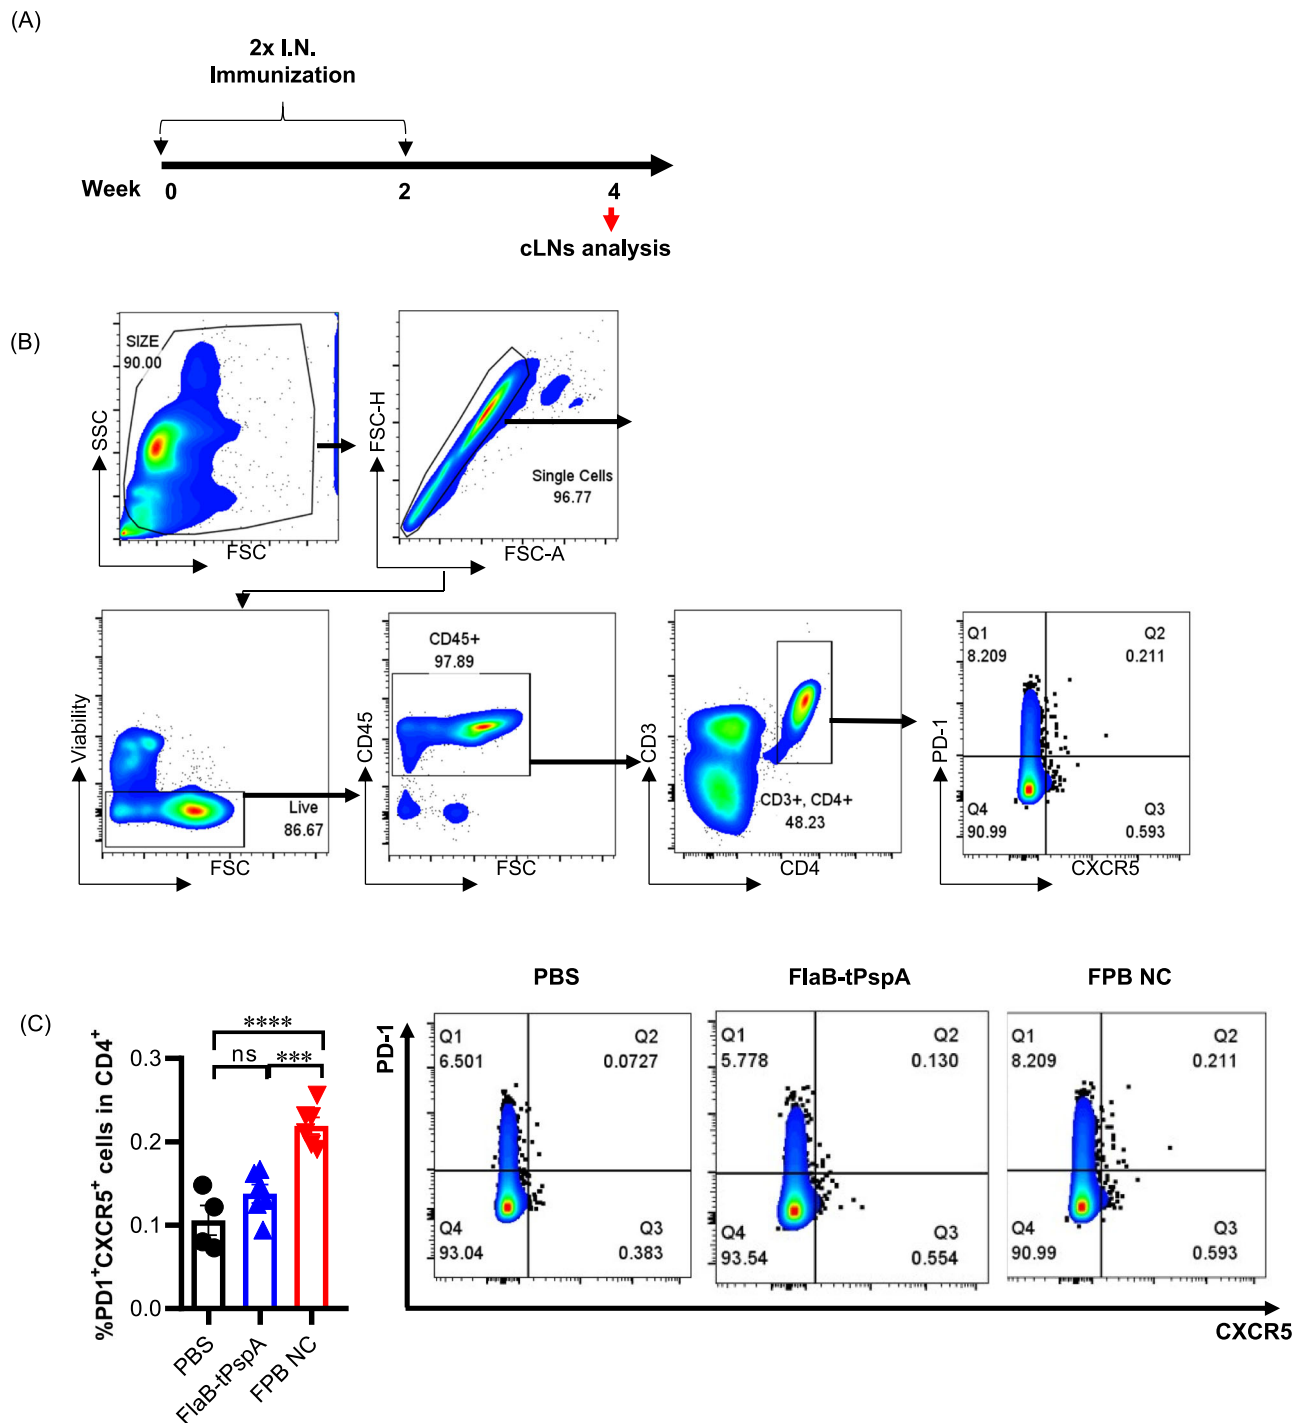 (A)
2x I.N.
Immunization
Week 0 2 4
cLNs analysis
(B)
SIZE
90.00
SSC
FSC
FSC-H
Single Cells
96.77
FSC-A
Viability
Live
86.67
FSC
CD45+
97.89
CD45
FSC
CD3
CD3+, CD4+
48.23
CD4
Q1 Q2
8.209 0.211
PD-1
Q4 Q3
90.99 0.593
CXCR5
(C)
%PD1+CXCR5+ cells in CD4+
****
ns ***
0.3
0.2
0.1
0.0
PBS
FlaB-tPspA
FPB NC
PBS FlaB-tPspA FPB NC
PD-1
Q1 Q2 Q1 Q2 Q1 Q2
6.501 0.0727 5.778 0.130 8.209 0.211
Q4 Q3 Q4 Q3 Q4 Q3
93.04 0.383 93.54 0.554 90.99 0.593
CXCR5